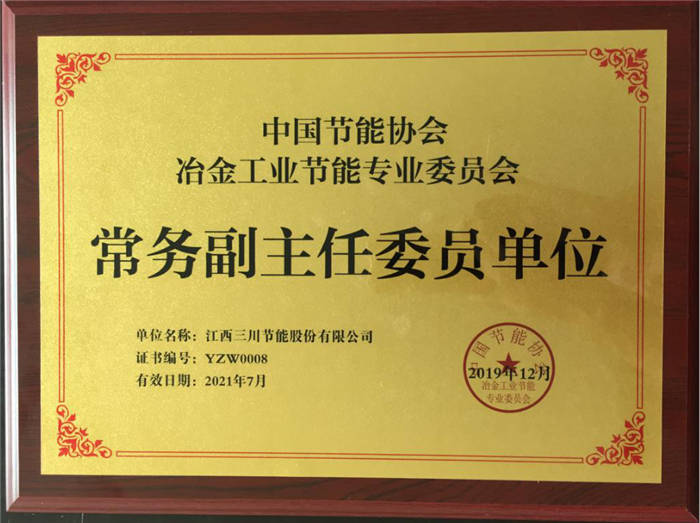 中国节能协会
冶金工业节能专业委员会
常务副主任委员单位
单位名称：江西三川节能股份有限公司
证书编号：YZW0008
有效日期：2021年7月
中国节能协会
2019年12月
冶金工业节能
专业委员会